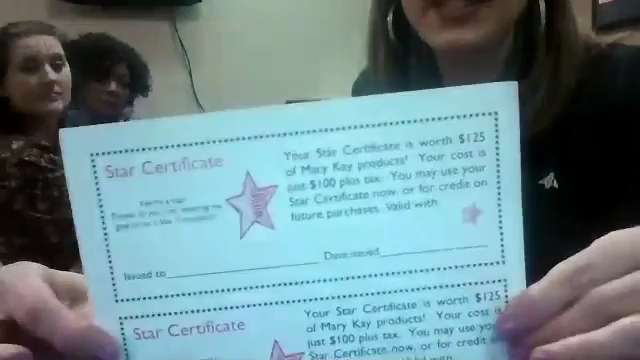 Star Certificate
Your Star Certificate is worth $125
of Mary Kay products! Your cost is
just $100 plus tax. You may use your
Star Certificate now, or for credit on
future purchases. Valid with
Issued to
Date issued
Star Certificate
Your Star Certificate is worth $125
of Mary Kay products! Your cost is
just $100 plus tax. You may use you
Star Certificate now, or for credit o